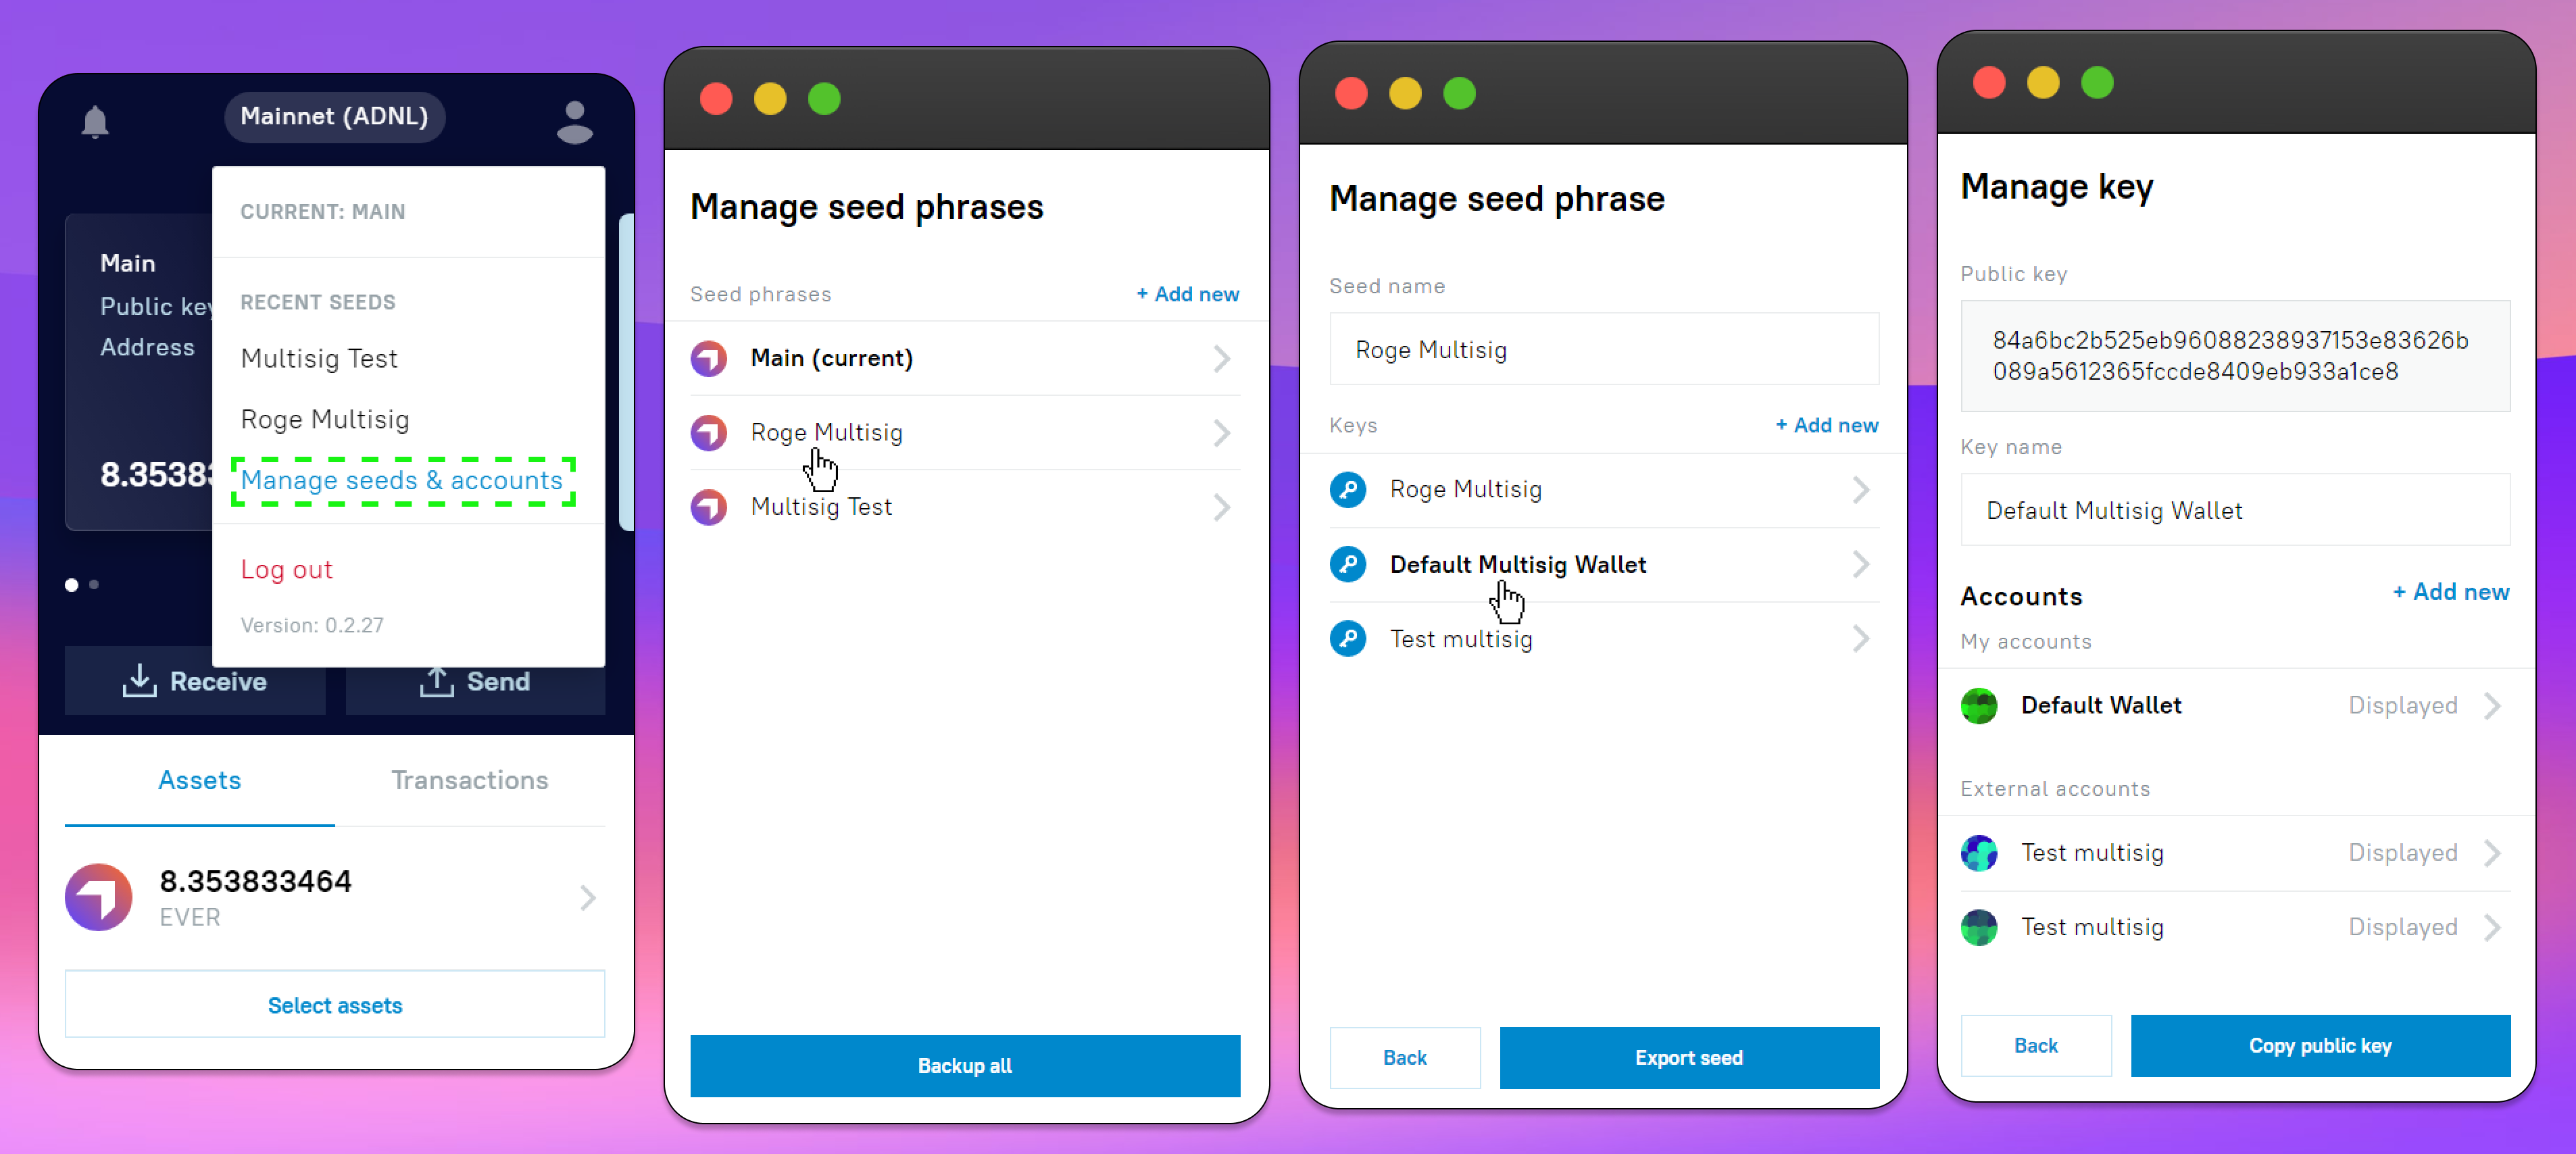 Mainnet (ADNL)
CURRENT: MAIN
Main
Public key
Address
8.3538
RECENT SEEDS
Multisig Test
Roge Multisig
Manage seeds & accounts
Log out
Version: 0.2.27
Receive
Send
Assets
Transactions
8.353833464
EVER
Select assets
Manage seed phrases
Seed phrases
+ Add new
Main (current)
Roge Multisig
Multisig Test
Backup all
Manage seed phrase
Seed name
Roge Multisig
Keys
+ Add new
Roge Multisig
Default Multisig Wallet
Test multisig
Back
Export seed
Manage key
Public key
84a6bc2b525eb96088238937153e83626b
089a5612365fccde8409eb933a1ce8
Key name
Default Multisig Wallet
Accounts
+ Add new
My accounts
Default Wallet
Displayed
External accounts
Test multisig
Displayed
Test multisig
Displayed
Back
Copy public key